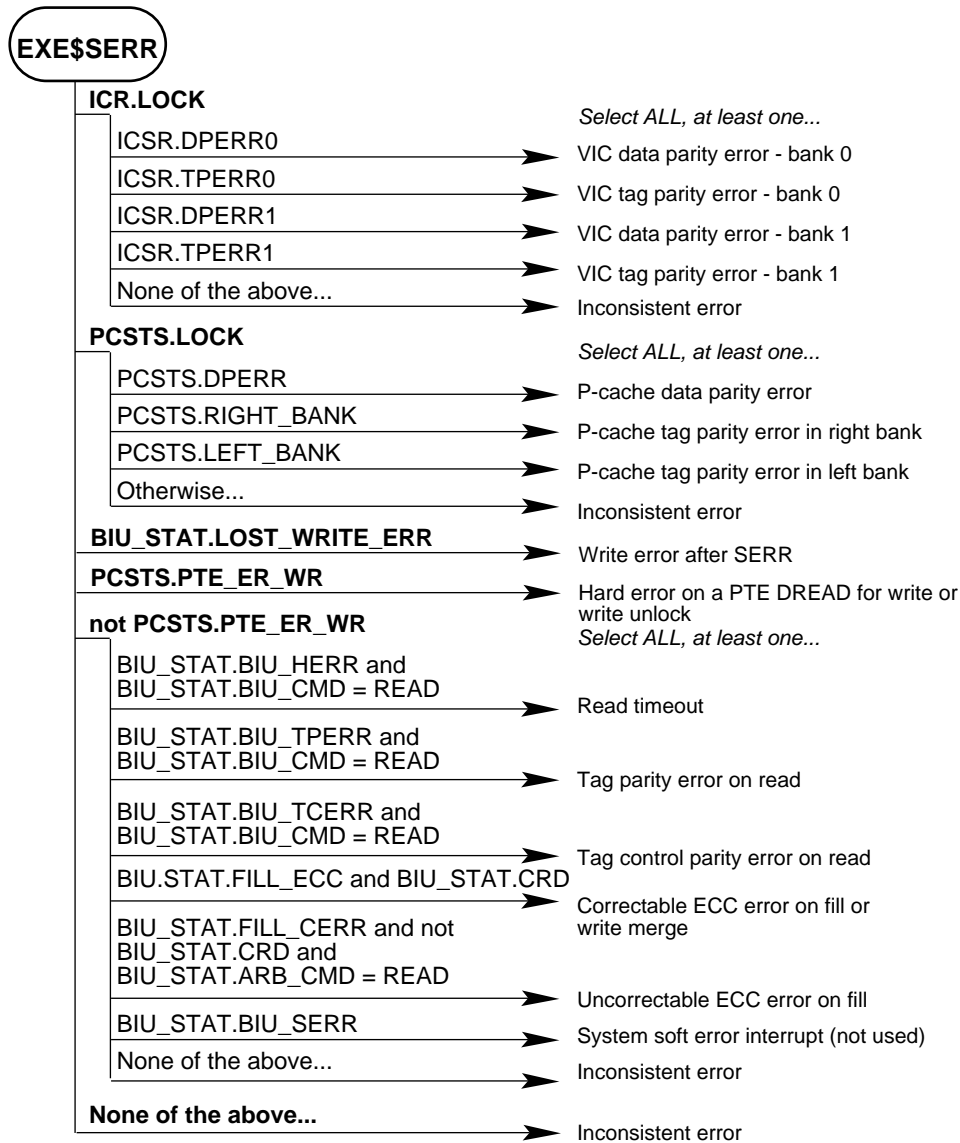 EXE$SERR
ICR.LOCK
Select ALL, at least one...
ICSR.DPERR0
VIC data parity error - bank 0
ICSR.TPERR0
VIC tag parity error - bank 0
ICSR.DPERR1
VIC data parity error - bank 1
ICSR.TPERR1
VIC tag parity error - bank 1
None of the above...
Inconsistent error
PCSTS.LOCK
Select ALL, at least one...
PCSTS.DPERR
P-cache data parity error
PCSTS.RIGHT_BANK
P-cache tag parity error in right bank
PCSTS.LEFT_BANK
P-cache tag parity error in left bank
Otherwise...
Inconsistent error
BIU_STAT.LOST_WRITE_ERR
Write error after SERR
PCSTS.PTE_ER_WR
Hard error on a PTE DREAD for write or
write unlock
not PCSTS.PTE_ER_WR
Select ALL, at least one...
BIU_STAT.BIU_HERR and
BIU_STAT.BIU_CMD = READ
Read timeout
BIU_STAT.BIU_TPERR and
BIU_STAT.BIU_CMD = READ
Tag parity error on read
BIU_STAT.BIU_TCERR and
BIU_STAT.BIU_CMD = READ
Tag control parity error on read
BIU.STAT.FILL_ECC and BIU_STAT.CRD
Correctable ECC error on fill or
write merge
BIU_STAT.FILL_CERR and not
BIU_STAT.CRD and
BIU_STAT.ARB_CMD = READ
Uncorrectable ECC error on fill
BIU_STAT.BIU_SERR
System soft error interrupt (not used)
None of the above...
Inconsistent error
None of the above...
Inconsistent error